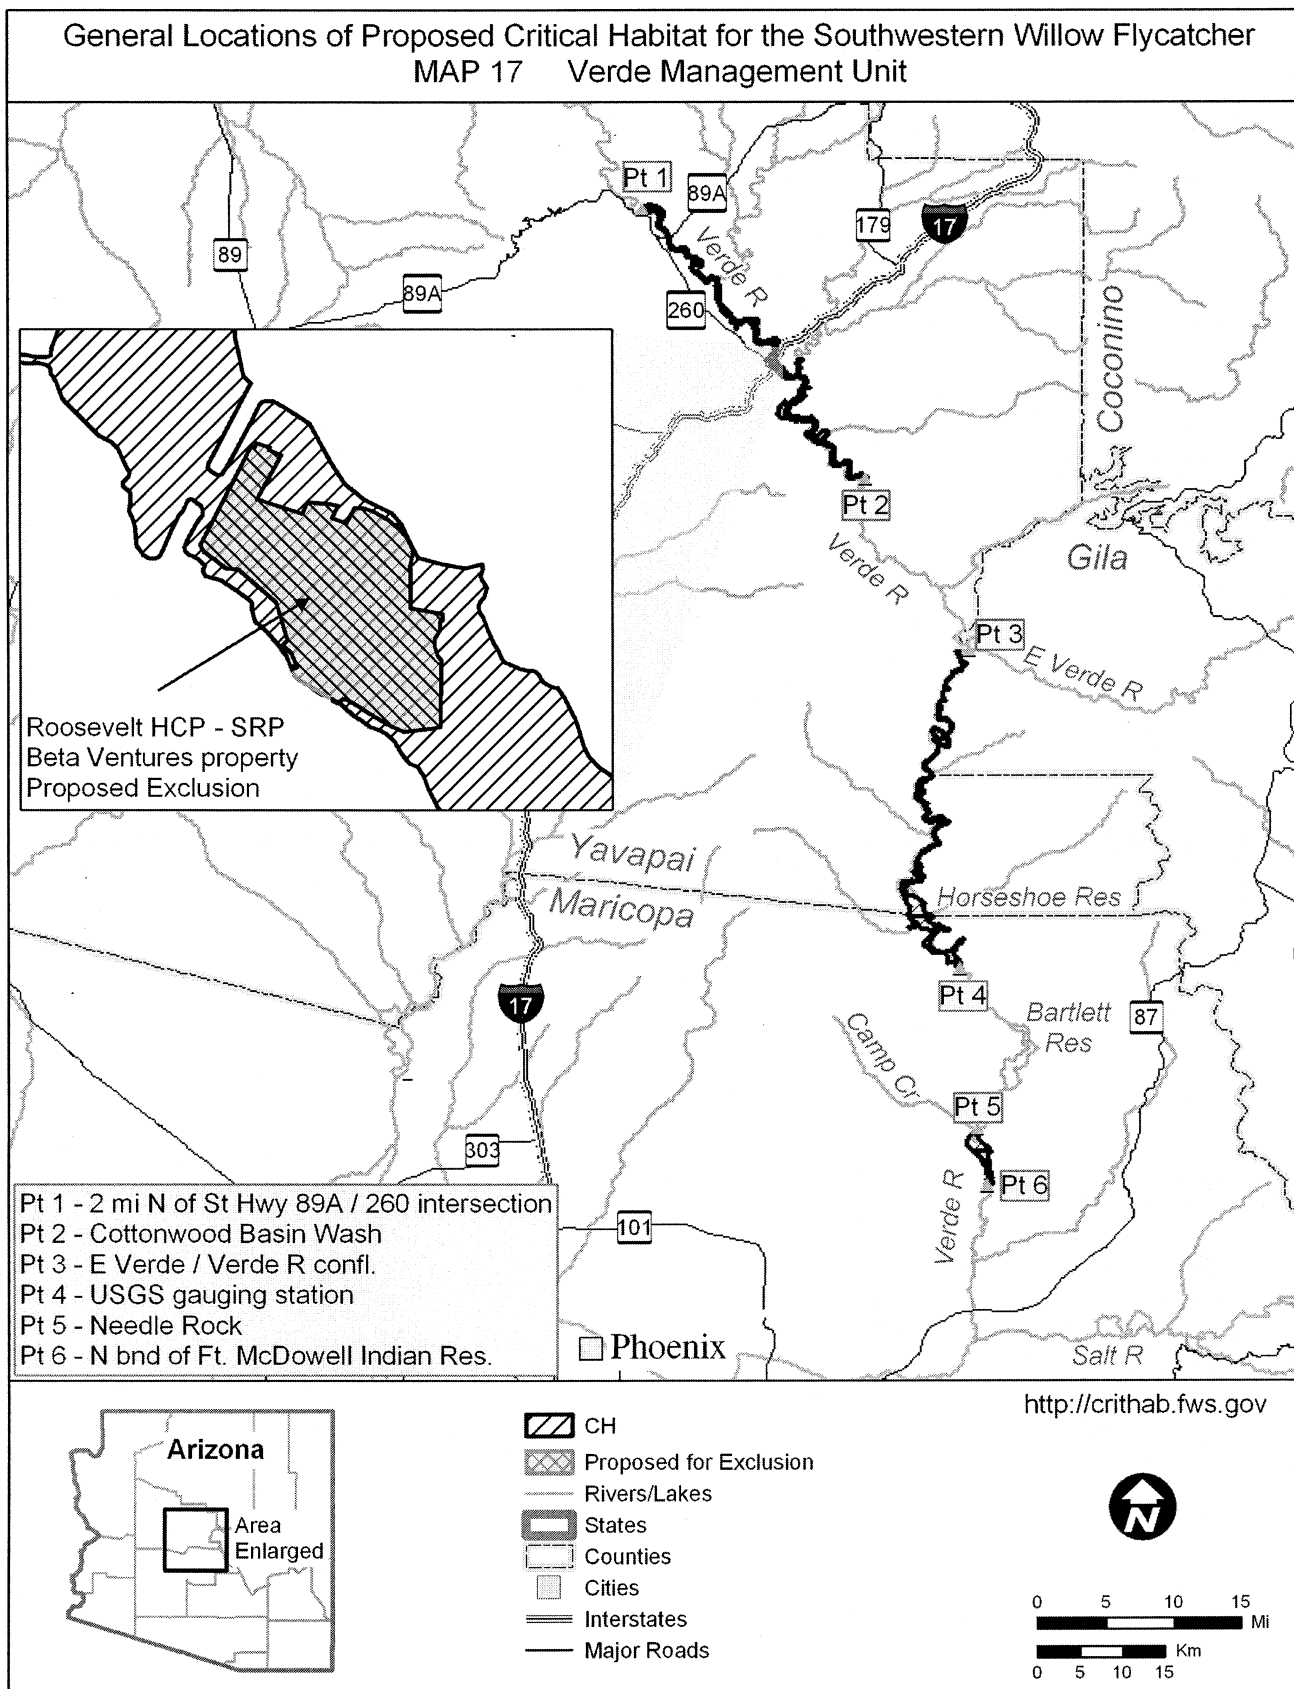 General Locations of Proposed Critical Habitat for the Southwestern Willow Flycatcher
MAP 17 Verde Management Unit
Pt 1
89A
179
17
89
Verde R
89A
260
Coconino
Pt 2
Gila
Verde R
Pt 3
E Verde R
Roosevelt HCP - SRP
Beta Ventures property
Proposed Exclusion
Yavapai
Maricopa
Horseshoe Res
17
Pt 4
Bartlett
Res
87
Camp Cr
Pt 5
303
Pt 6
Verde R
101
Pt 1 - 2 mi N of St Hwy 89A / 260 intersection
Pt 2 - Cottonwood Basin Wash
Pt 3 - E Verde / Verde R confl.
Pt 4 - USGS gauging station
Pt 5 - Needle Rock
Pt 6 - N bnd of Ft. McDowell Indian Res.
Phoenix
Salt R
http://crithab.fws.gov
Arizona
Area
Enlarged
CH
Proposed for Exclusion
Rivers/Lakes
States
Counties
Cities
Interstates
Major Roads
N
0 5 10 15
Mi
Km
0 5 10 15